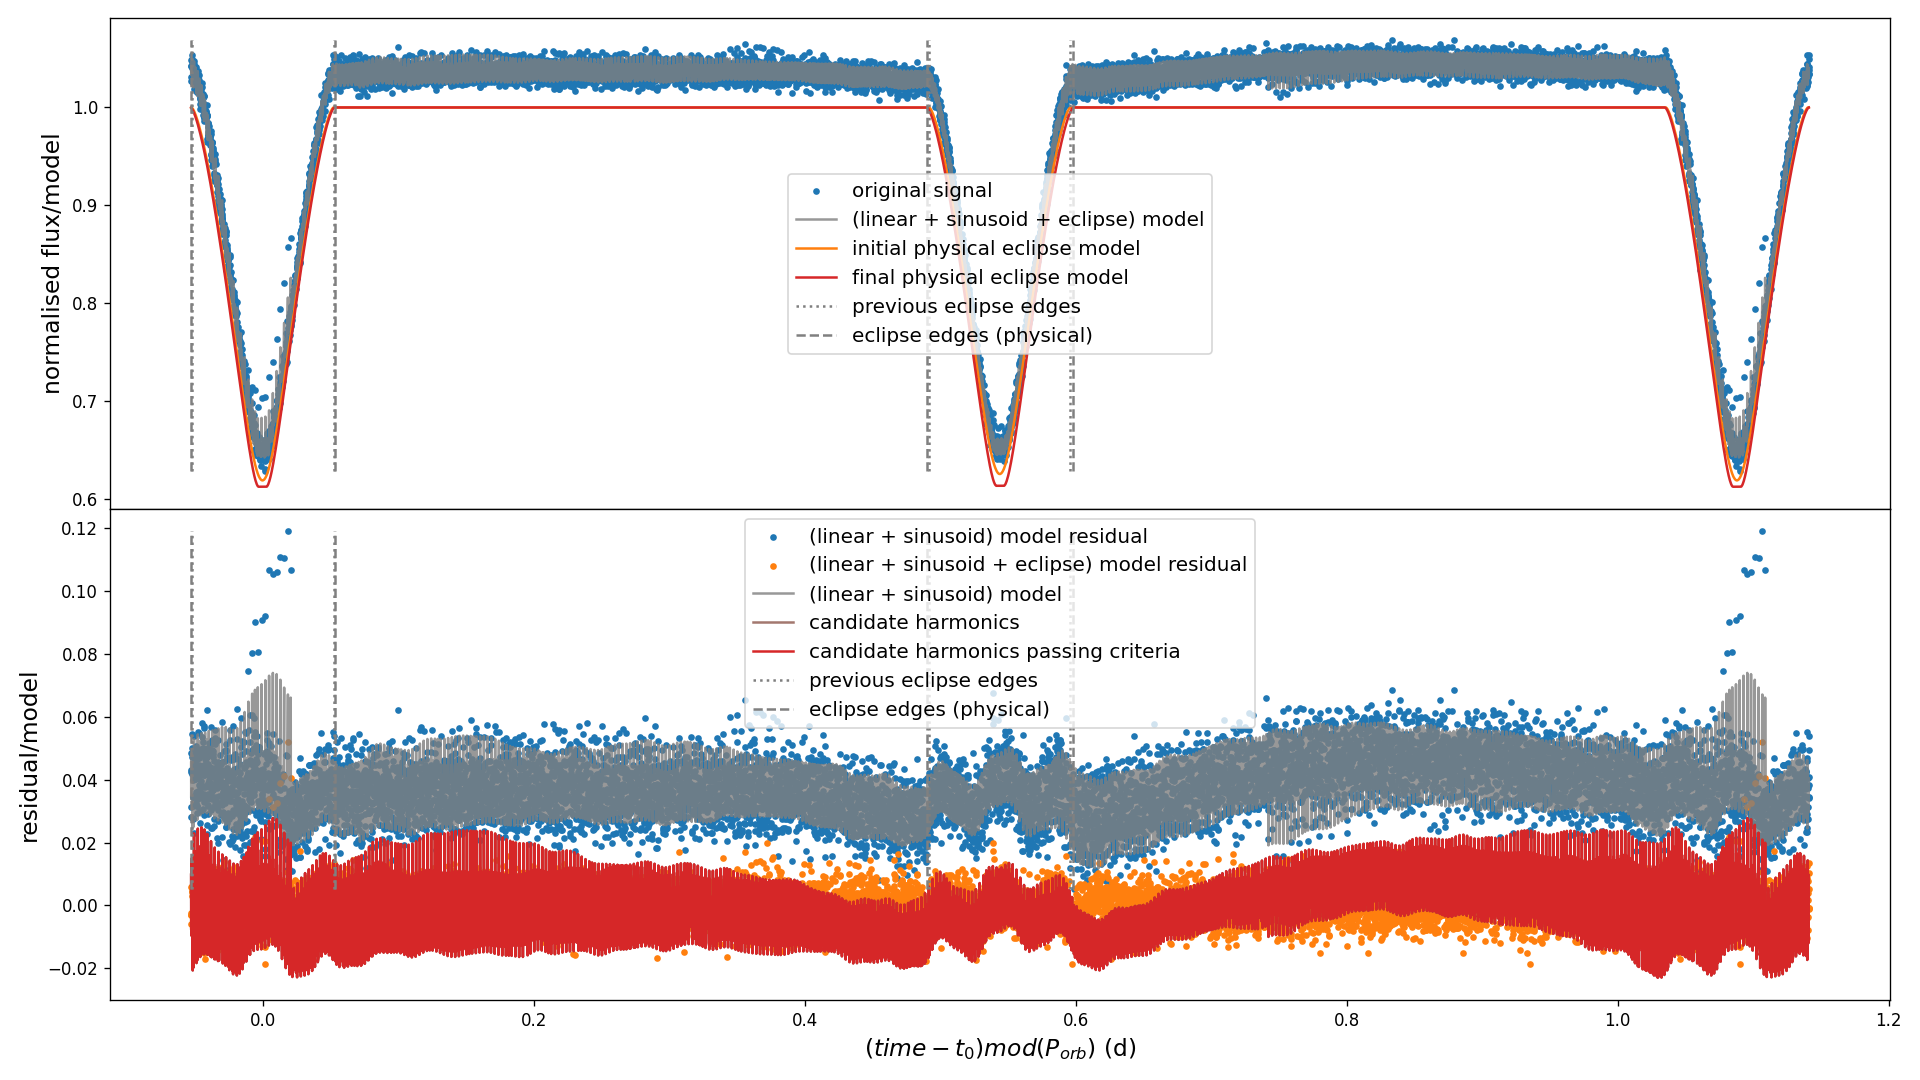 normalised flux/model
1.0
0.9
0.8
0.7
0.6
original signal
(linear + sinusoid + eclipse) model
initial physical eclipse model
final physical eclipse model
previous eclipse edges
eclipse edges (physical)
residual/model
0.12
0.10
0.08
0.06
0.04
0.02
0.00
−0.02
(linear + sinusoid) model residual
(linear + sinusoid + eclipse) model residual
(linear + sinusoid) model
candidate harmonics
candidate harmonics passing criteria
previous eclipse edges
eclipse edges (physical)
0.0 0.2 0.4 0.6 0.8 1.0 1.2
(time − t₀)mod(P_orb) (d)